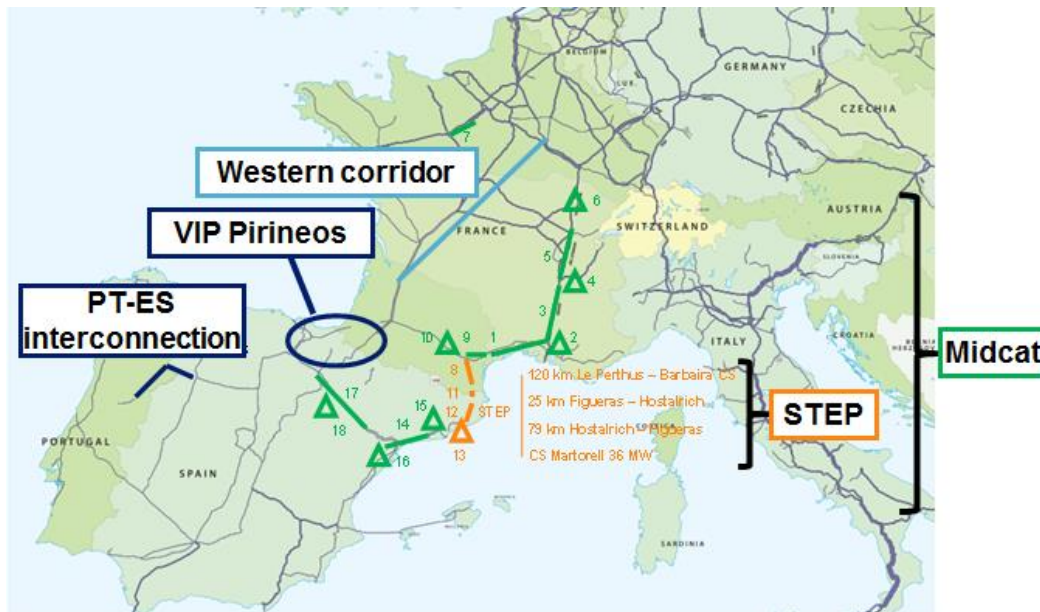 BELGIUM
GERMANY
LUX.
CZECHIA
7
Western corridor
6
AUSTRIA
SWITZERLAND
FRANCE
VIP Pirineos
5
SLOVENIA
4
PT-ES
interconnection
3
CROATIA
ITALY
10
9
1
2
Midcat
8
120 km Le Perthus – Barbaira CS
17
11
15
12
STEP
25 km Figueras – Hostalrich
STEP
18
14
79 km Hostalrich – Figueras
PORTUGAL
16
13
CS Martorell 36 MW
SPAIN
SARDINIA